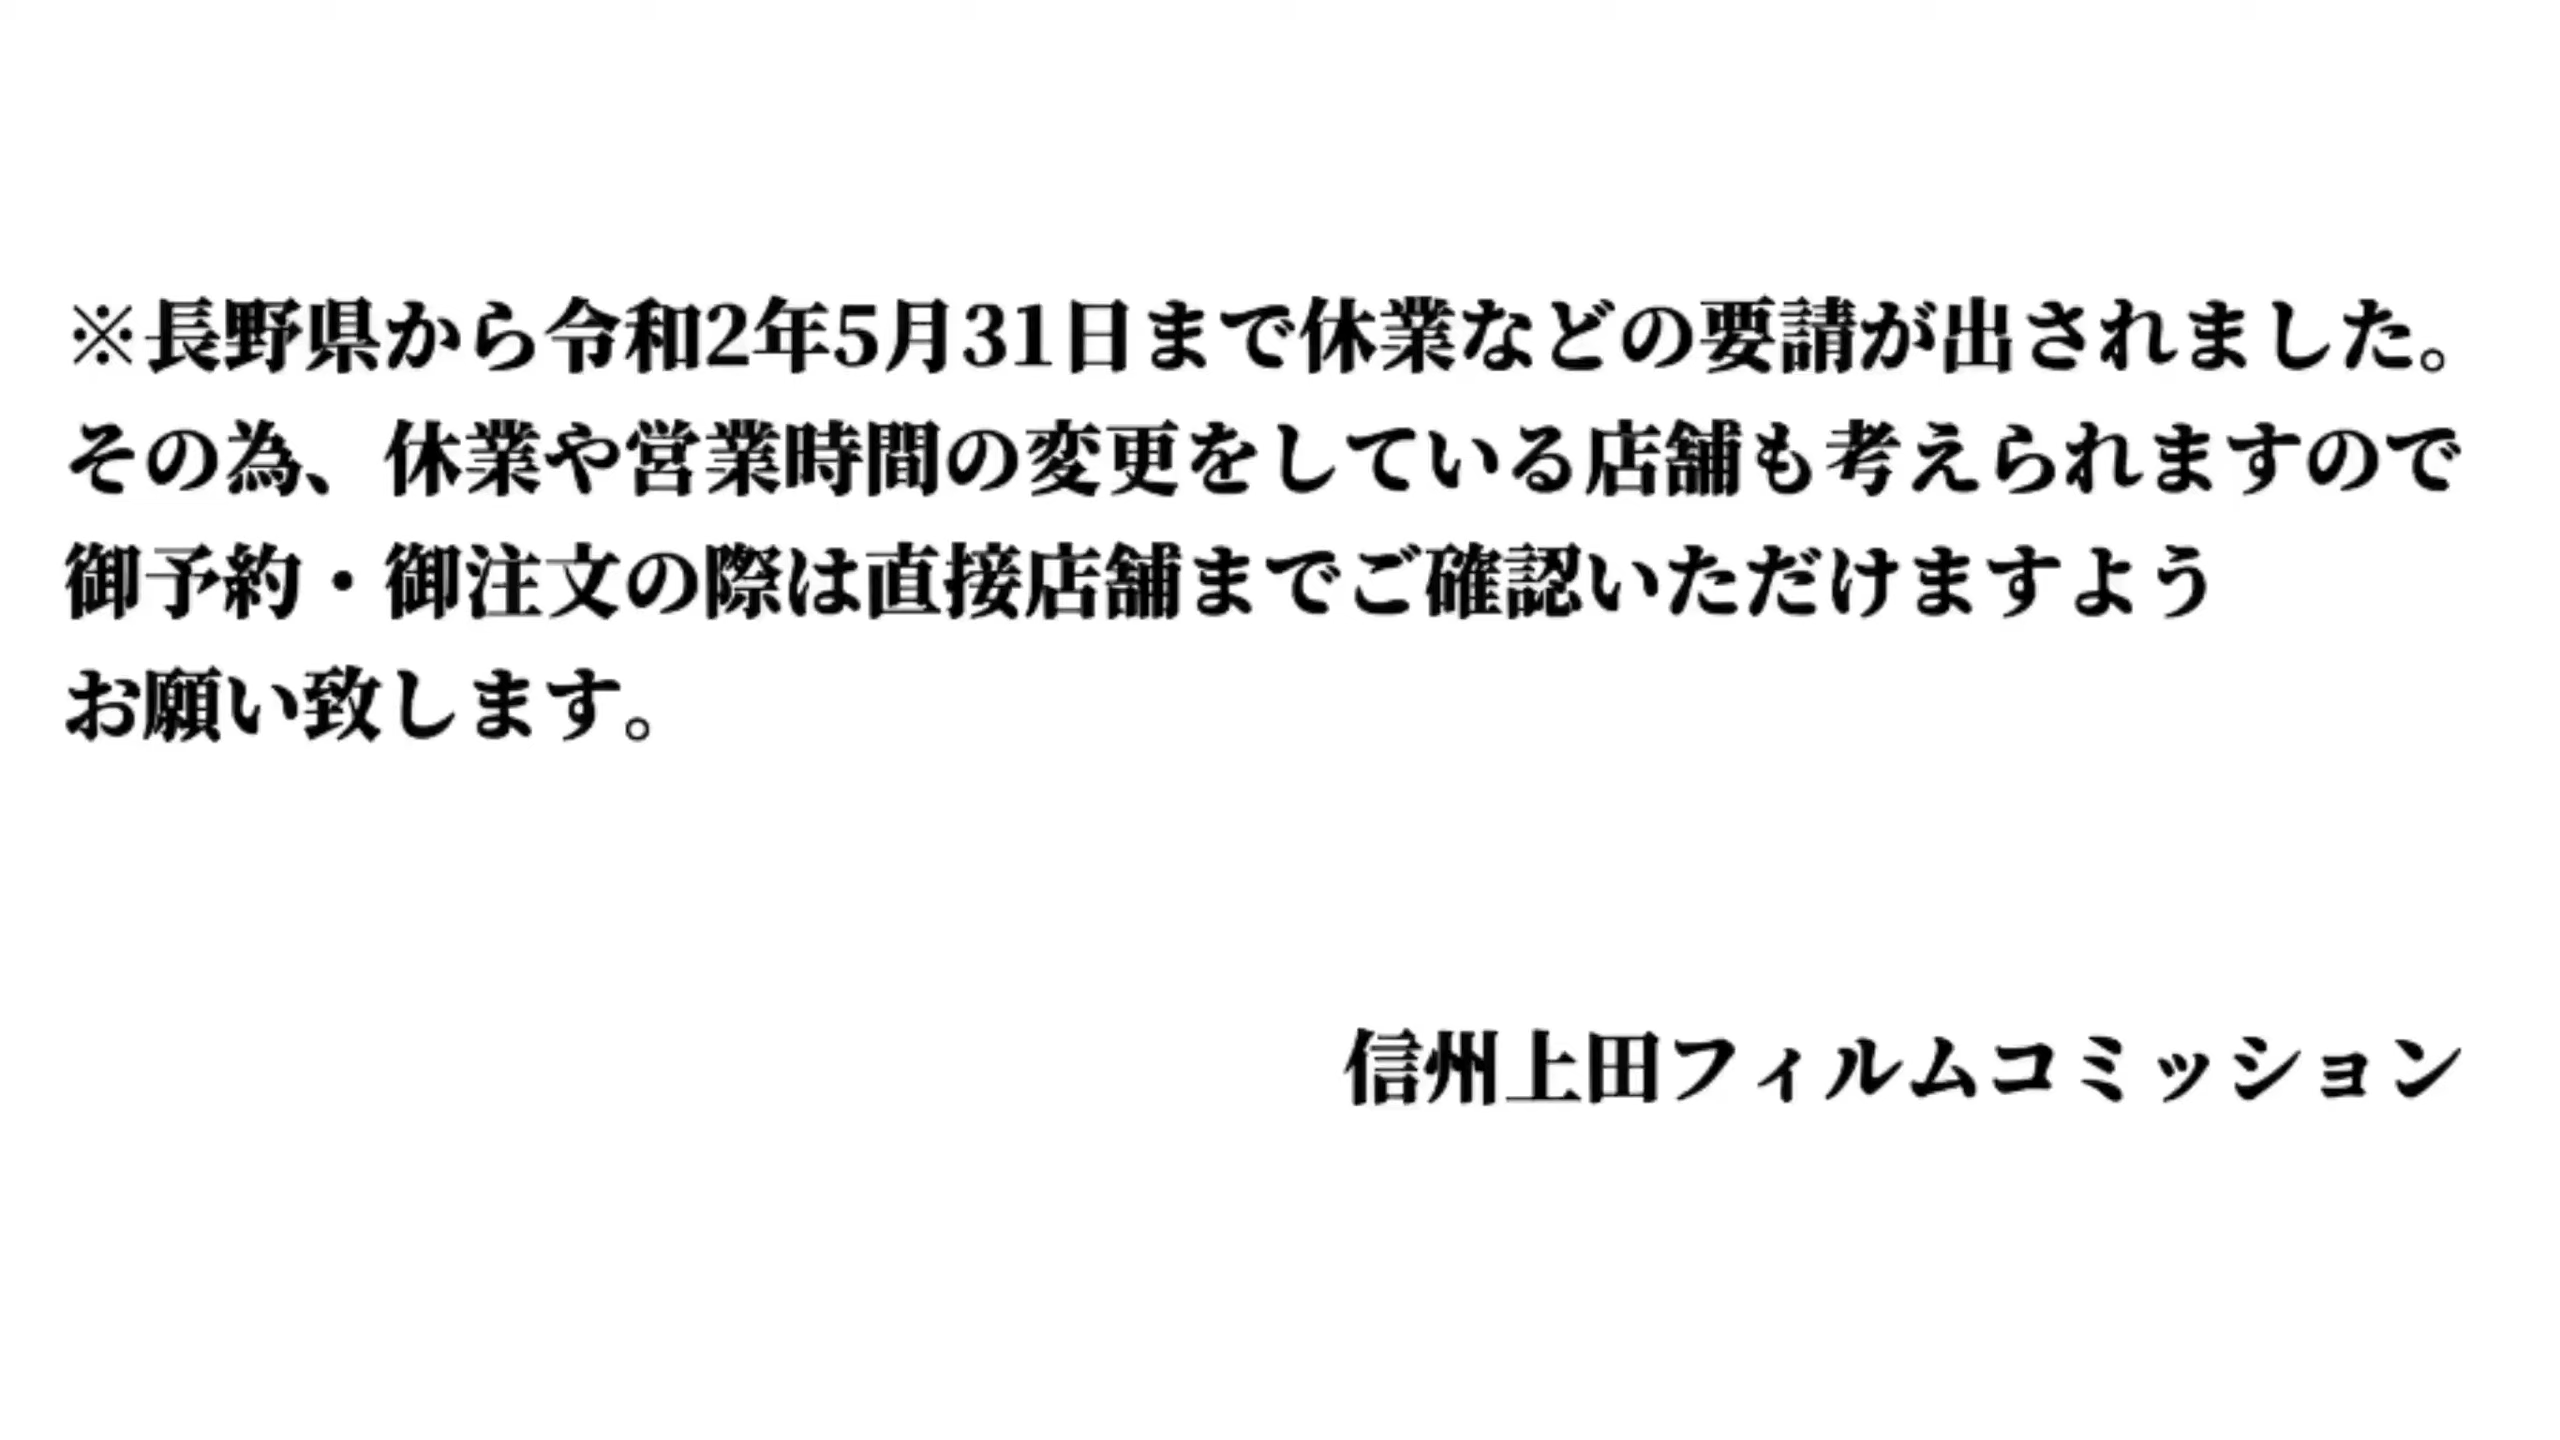 ※長野県から令和2年5月31日まで休業などの要請が出されました。
その為、休業や営業時間の変更をしている店舗も考えられますので
御予約・御注文の際は直接店舗までご確認いただけますよう
お願い致します。
信州上田フィルムコミッション